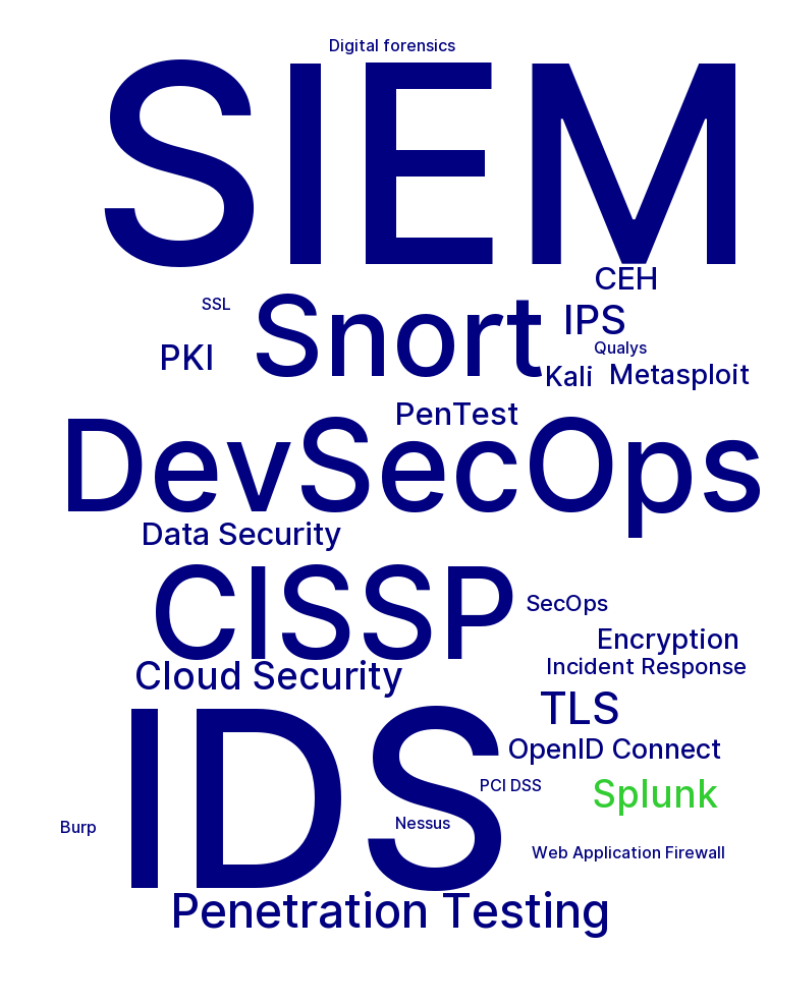 Digital forensics
SIEM
CEH
SSL
Snort
IPS
PKI
Qualys
Kali
Metasploit
PenTest
DevSecOps
Data Security
CISSP
SecOps
Encryption
Incident Response
Cloud Security
TLS
OpenID Connect
IDS
PCI DSS
Splunk
Burp
Nessus
Web Application Firewall
Penetration Testing